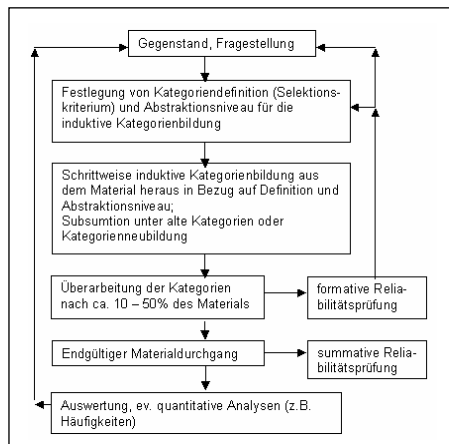 Gegenstand, Fragestellung
Festlegung von Kategoriendefinition (Selektions-
kriterium) und Abstraktionsniveau für die
induktive Kategorienbildung
Schrittweise induktive Kategorienbildung aus
dem Material heraus in Bezug auf Definition und
Abstraktionsniveau;
Subsumtion unter alte Kategorien oder
Kategorienneubildung
Überarbeitung der Kategorien
nach ca. 10 – 50% des Materials
formative Relia-
bilitätsprüfung
Endgültiger Materialdurchgang
summative Relia-
bilitätsprüfung
Auswertung, ev. quantitative Analysen (z.B.
Häufigkeiten)